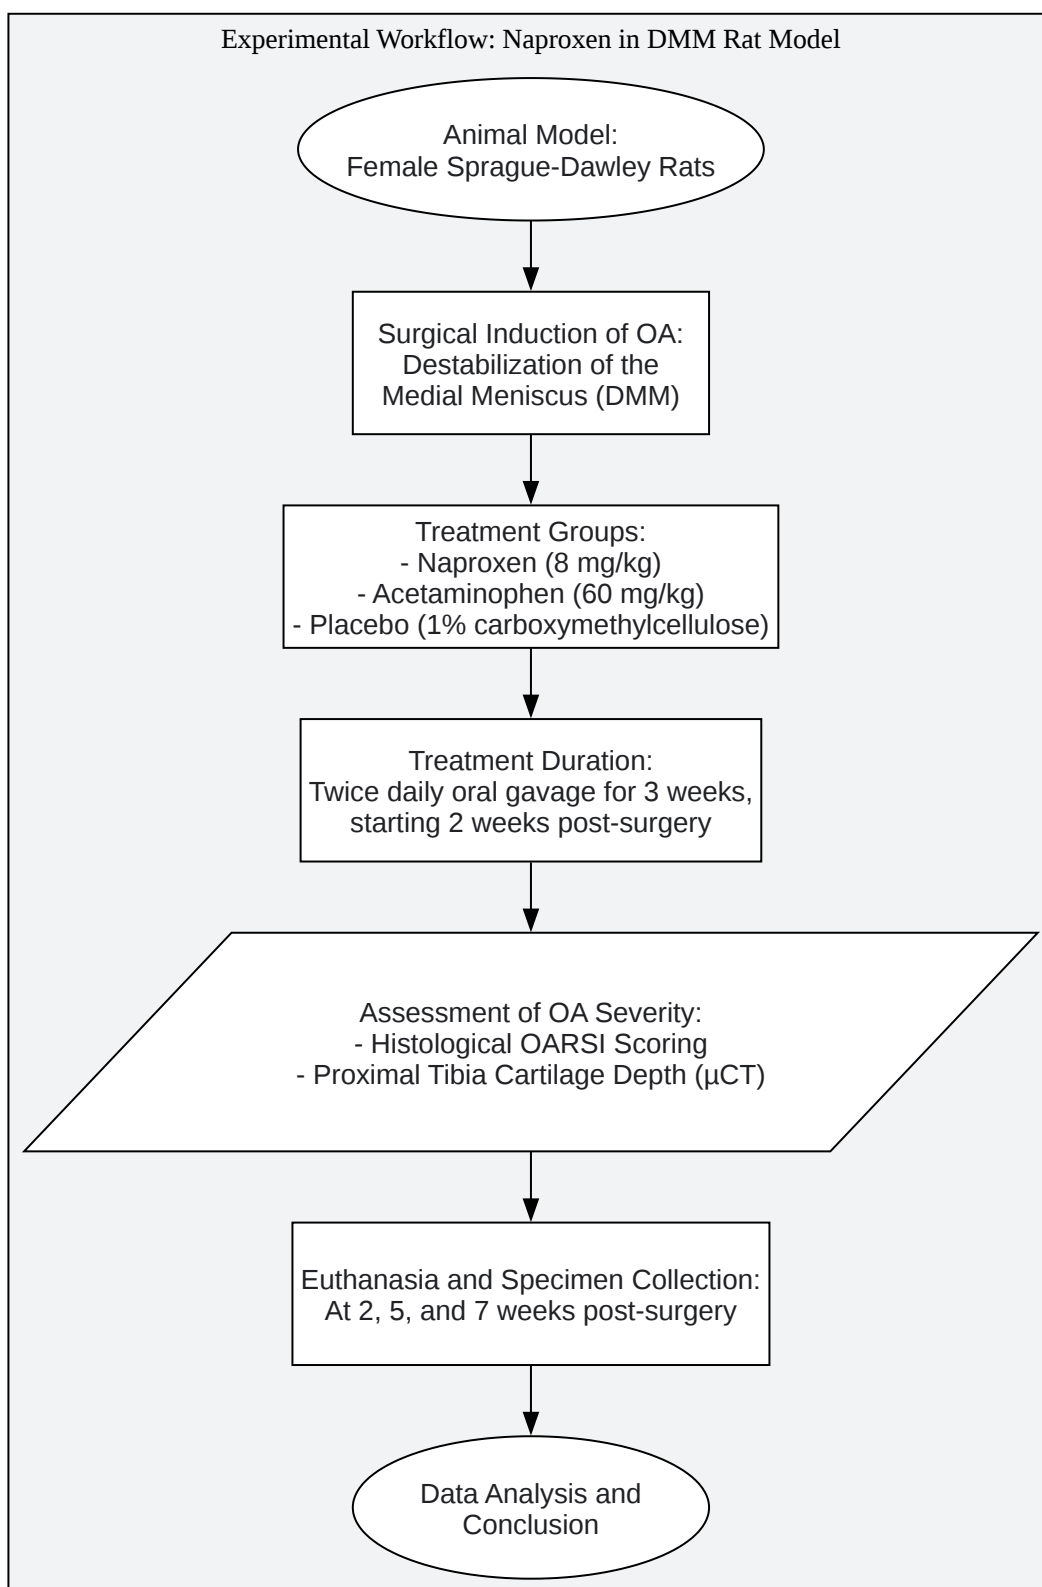 Experimental Workflow: Naproxen in DMM Rat Model
Animal Model:
Female Sprague-Dawley Rats
Surgical Induction of OA:
Destabilization of the
Medial Meniscus (DMM)
Treatment Groups:
- Naproxen (8 mg/kg)
- Acetaminophen (60 mg/kg)
- Placebo (1% carboxymethylcellulose)
Treatment Duration:
Twice daily oral gavage for 3 weeks,
starting 2 weeks post-surgery
Assessment of OA Severity:
- Histological OARSI Scoring
- Proximal Tibia Cartilage Depth (µCT)
Euthanasia and Specimen Collection:
At 2, 5, and 7 weeks post-surgery
Data Analysis and
Conclusion